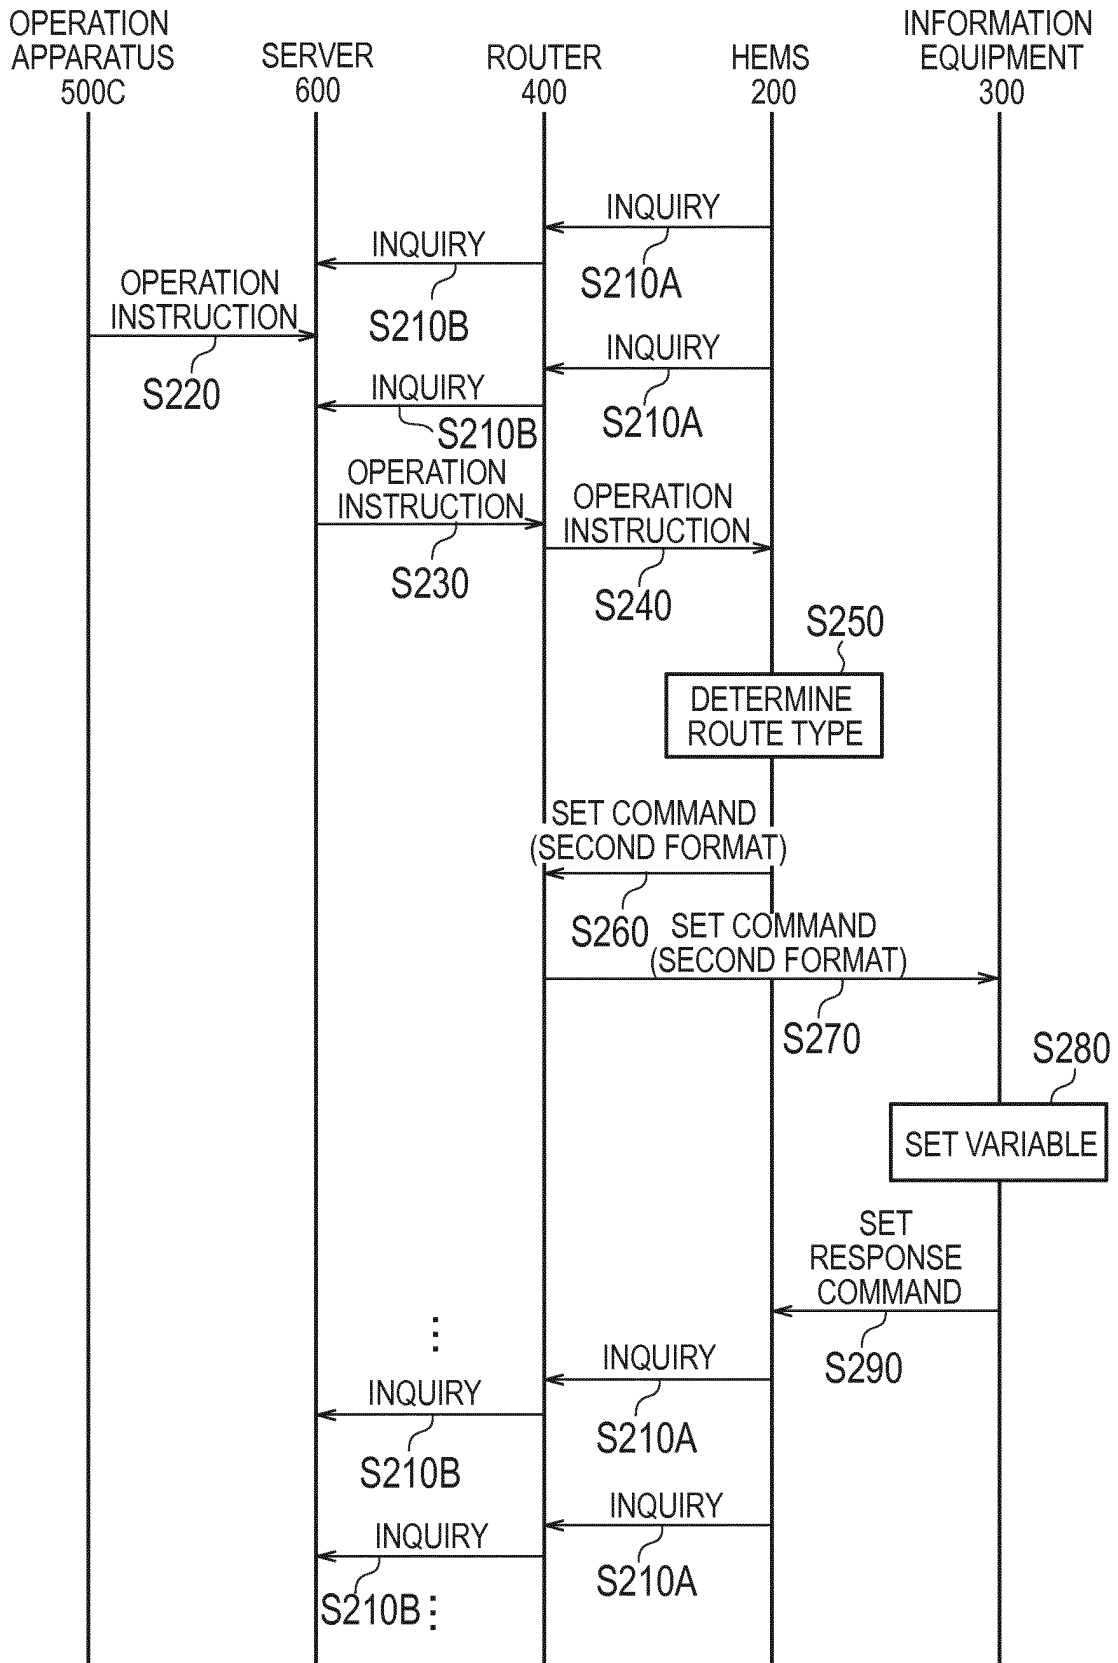 OPERATION
APPARATUS
500C
SERVER
600
ROUTER
400
HEMS
200
INFORMATION
EQUIPMENT
300
INQUIRY
S210A
INQUIRY
S210B
OPERATION
INSTRUCTION
S220
INQUIRY
S210A
INQUIRY
S210B
OPERATION
INSTRUCTION
S230
OPERATION
INSTRUCTION
S240
S250
DETERMINE
ROUTE TYPE
SET COMMAND
(SECOND FORMAT)
S260
SET COMMAND
(SECOND FORMAT)
S270
S280
SET VARIABLE
SET
RESPONSE
COMMAND
S290
INQUIRY
S210A
INQUIRY
S210B
INQUIRY
S210A
INQUIRY
S210B